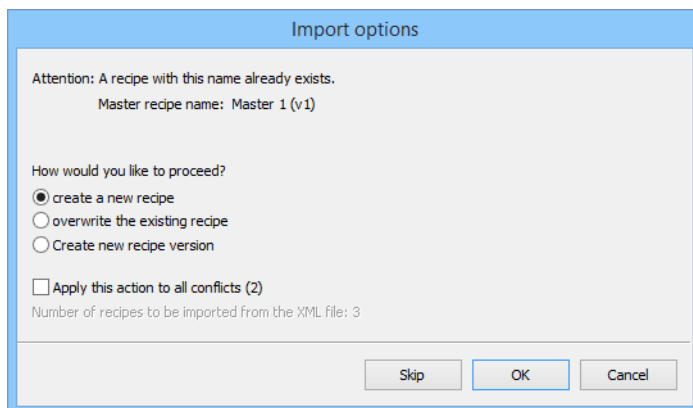 Import options
Attention: A recipe with this name already exists.
Master recipe name: Master 1 (v1)
How would you like to proceed?
create a new recipe
overwrite the existing recipe
Create new recipe version
Apply this action to all conflicts (2)
Number of recipes to be imported from the XML file: 3
Skip OK Cancel